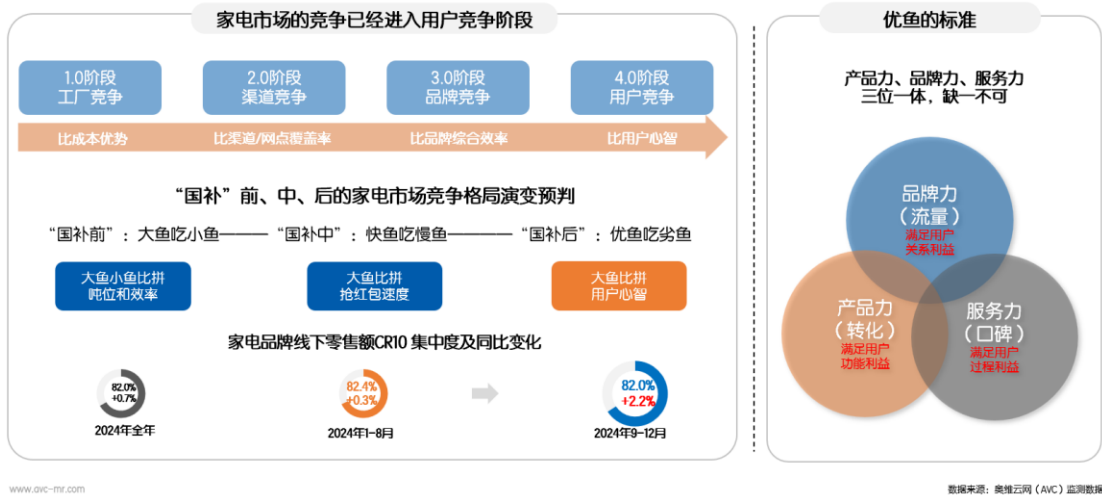 家电市场的竞争已经进入用户竞争阶段
1.0阶段
工厂竞争
2.0阶段
渠道竞争
3.0阶段
品牌竞争
4.0阶段
用户竞争
比成本优势
比渠道/网点覆盖率
比品牌综合效率
比用户心智
“国补”前、中、后的家电市场竞争格局演变预判
“国补前”：大鱼吃小鱼———“国补中”：快鱼吃慢鱼————“国补后”：优鱼吃劣鱼
大鱼小鱼比拼
吨位和效率
大鱼比拼
抢红包速度
大鱼比拼
用户心智
家电品牌线下零售额CR10 集中度及同比变化
82.0%
+0.7%
2024年全年
82.4%
+0.3%
2024年1-8月
82.0%
+2.2%
2024年9-12月
优鱼的标准
产品力、品牌力、服务力
三位一体，缺一不可
品牌力
（流量）
满足用户
关系利益
产品力
（转化）
满足用户
功能利益
服务力
（口碑）
满足用户
过程利益
www.avc-mr.com
数据来源：奥维云网（AVC）监测数据